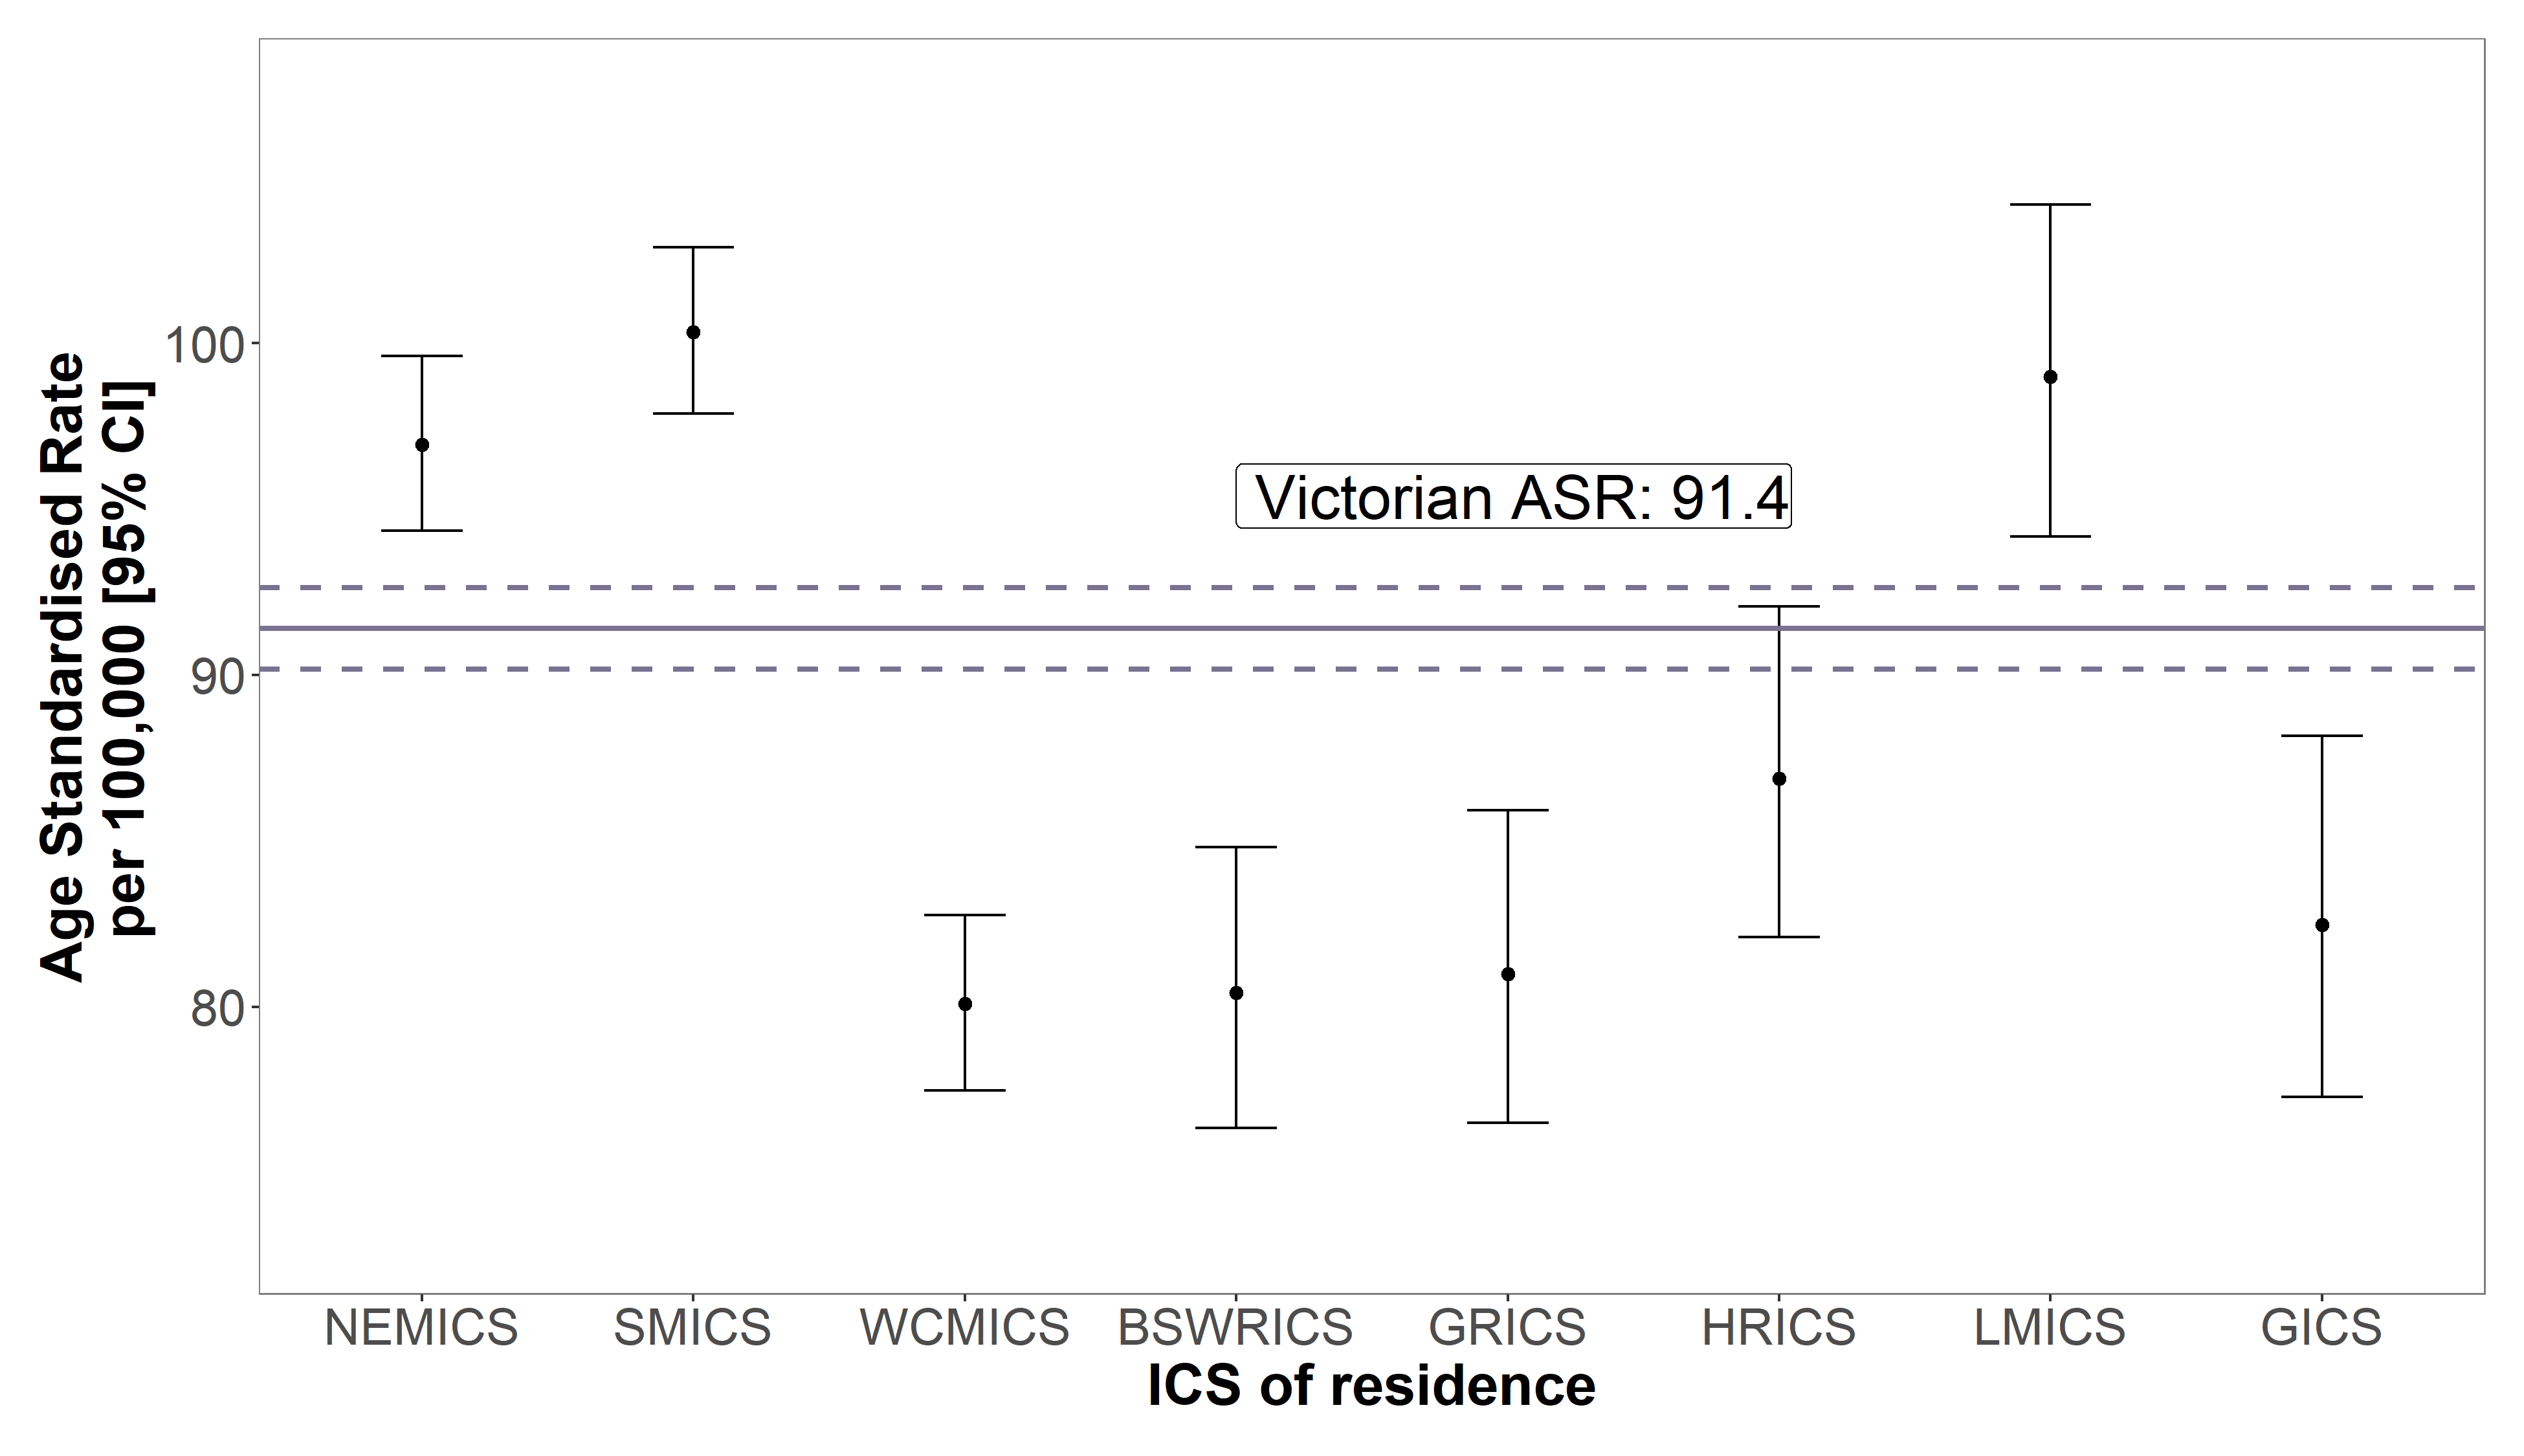 Age Standardised Rate
per 100,000 [95% CI]
100
90
80
Victorian ASR: 91.4
NEMICS SMICS WCMICS BSWRICS GRICS HRICS LMICS GICS
ICS of residence